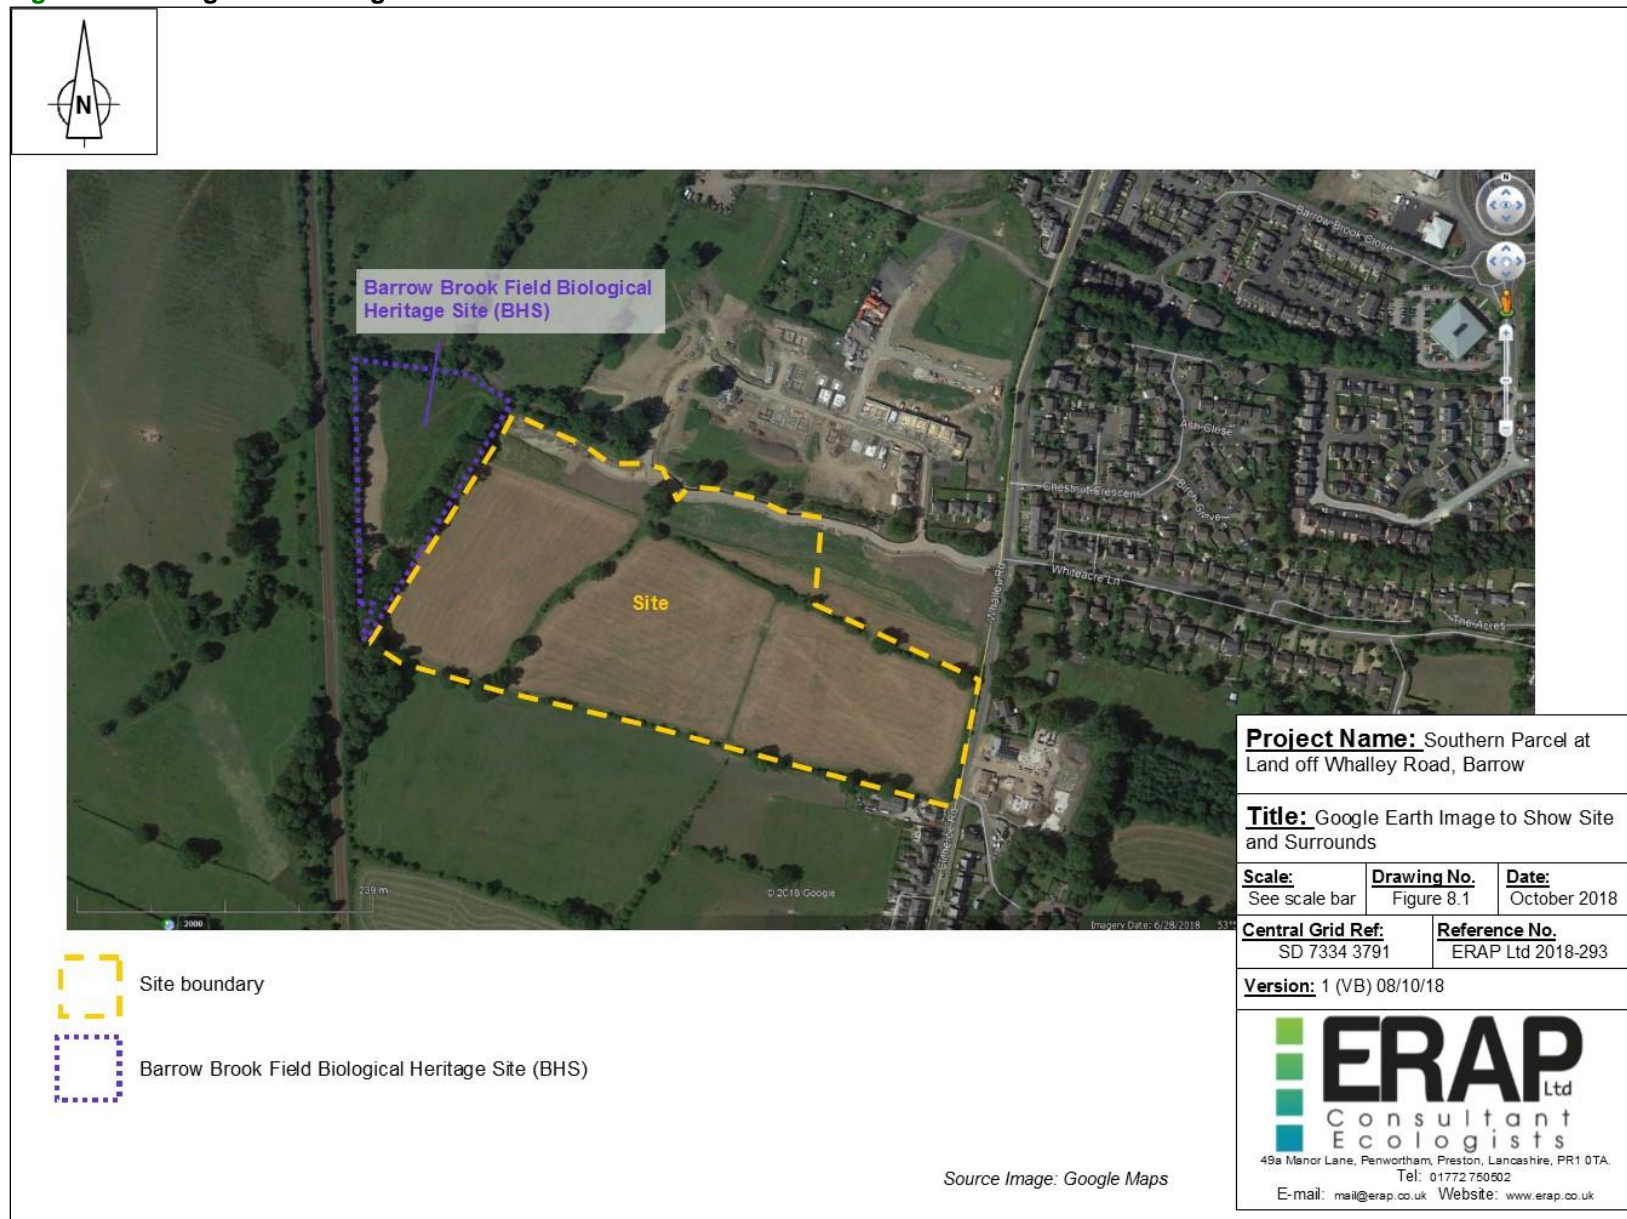 N
Barrow Brook Field Biological
Heritage Site (BHS)
Site
Barrow Brook Close
Ash Close
Chestnut Crescent
Birch Grove
Whiteacre Ln
The Acres
Whalley Rd
Clitheroe Rd
N
239 m
2000
© 2018 Google
Imagery Date: 6/28/2018 53°
Site boundary
Barrow Brook Field Biological Heritage Site (BHS)
Source Image: Google Maps
Project Name: Southern Parcel at
Land off Whalley Road, Barrow
Title: Google Earth Image to Show Site
and Surrounds
Scale:
See scale bar
Drawing No.
Figure 8.1
Date:
October 2018
Central Grid Ref:
SD 7334 3791
Reference No.
ERAP Ltd 2018-293
Version: 1 (VB) 08/10/18
ERAP Ltd
Consultant
Ecologists
49a Manor Lane, Penwortham, Preston, Lancashire, PR1 0TA.
Tel: 01772 750502
E-mail: mail@erap.co.uk Website: www.erap.co.uk